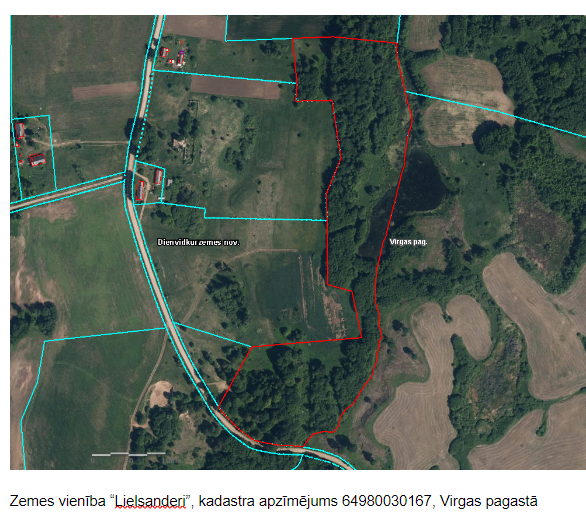 Dienvidkurzemes nov.
Virgas pag.
Zemes vienība “Lielsanderi”, kadastra apzīmējums 64980030167, Virgas pagastā